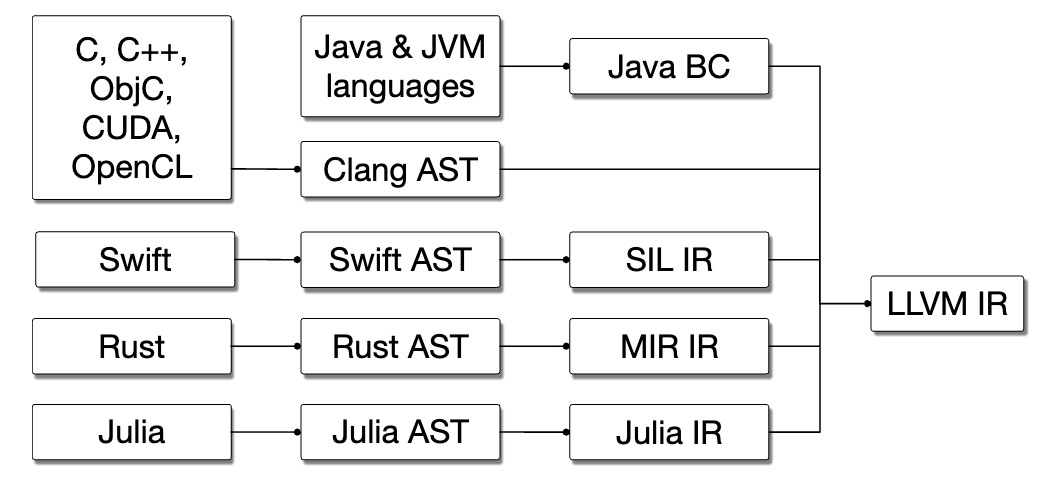 C, C++,
ObjC,
CUDA,
OpenCL
Java & JVM
languages
Java BC
Clang AST
Swift
Swift AST
SIL IR
LLVM IR
Rust
Rust AST
MIR IR
Julia
Julia AST
Julia IR